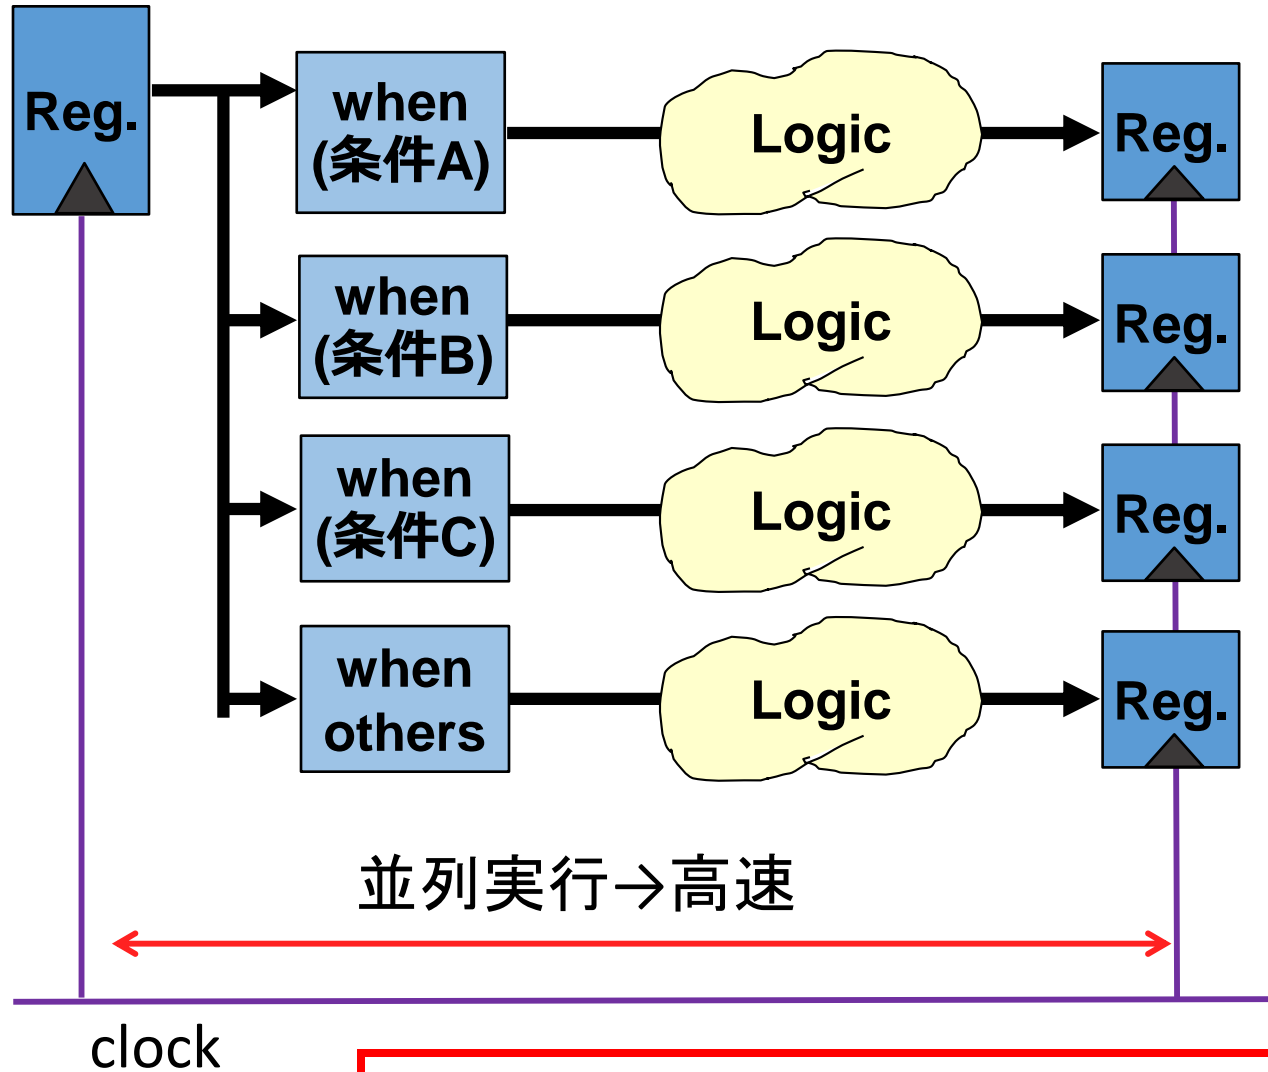 Reg.
when
(条件A)
Logic
Reg.
when
(条件B)
Logic
Reg.
when
(条件C)
Logic
Reg.
when
others
Logic
Reg.
並列実行→高速
clock